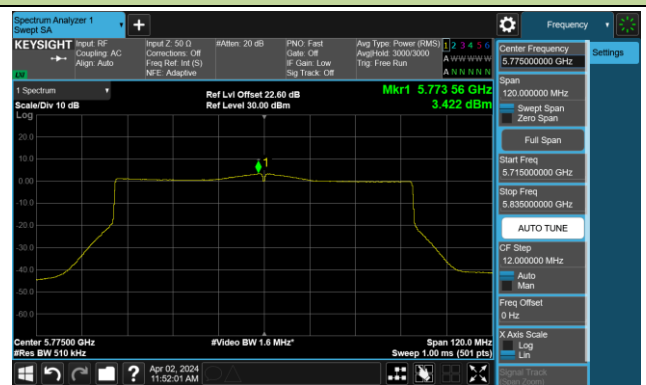 Spectrum Analyzer 1
Swept SA
+
Frequency
KEYSIGHT
Input: RF
Coupling: AC
Align: Auto
Input Z: 50 Ω
Corrections: Off
Freq Ref: Int (S)
NFE: Adaptive
#Atten: 20 dB
PNO: Fast
Gate: Off
IF Gain: Low
Sig Track: Off
Avg Type: Power (RMS)
Avg|Hold: 3000/3000
Trig: Free Run
1 2 3 4 5 6
A W W W W W
A N N N N N
LW
1 Spectrum
Scale/Div 10 dB
Log
Ref Lvl Offset 22.60 dB
Ref Level 30.00 dBm
Mkr1 5.773 56 GHz
3.422 dBm
20.0
10.0
0.00
-10.0
-20.0
-30.0
-40.0
-50.0
-60.0
1
Center 5.77500 GHz
#Res BW 510 kHz
#Video BW 1.6 MHz*
Span 120.0 MHz
Sweep 1.00 ms (501 pts)
Center Frequency
5.775000000 GHz
Settings
Span
120.000000 MHz
Swept Span
Zero Span
Full Span
Start Freq
5.715000000 GHz
Stop Freq
5.835000000 GHz
AUTO TUNE
CF Step
12.000000 MHz
Auto
Man
Freq Offset
0 Hz
X Axis Scale
Log
Lin
Signal Track
(Span Zoom)
?
Apr 02, 2024
11:52:01 AM